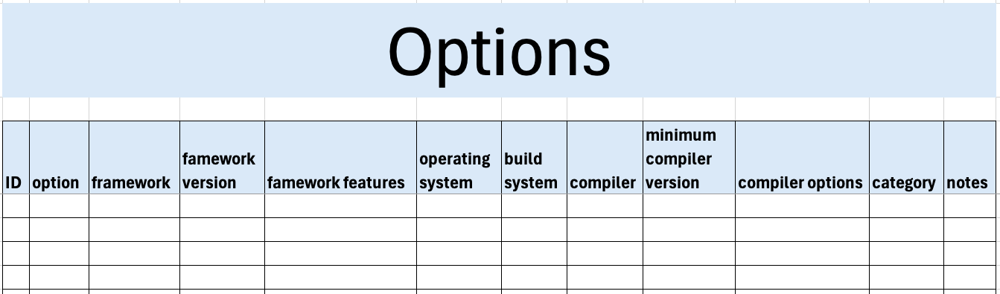 Options
ID
option
framework
famework
version
famework features
operating
system
build
system
compiler
minimum
compiler
version
compiler options
category
notes